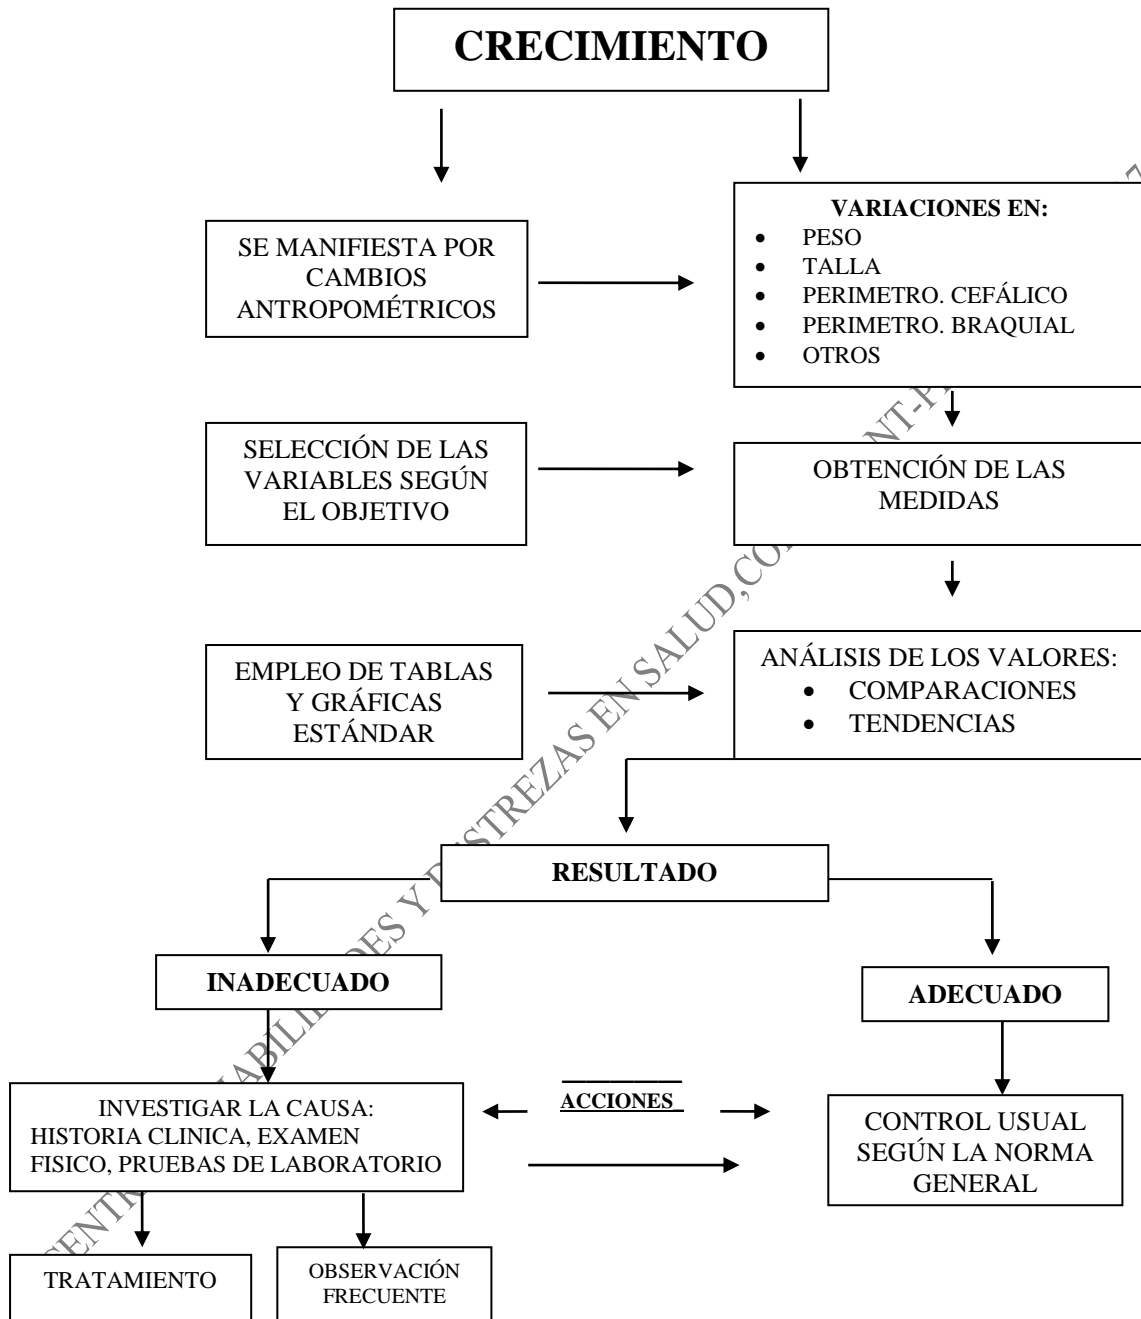 CRECIMIENTO
SE MANIFIESTA POR
CAMBIOS
ANTROPOMÉTRICOS
VARIACIONES EN:
• PESO
• TALLA
• PERIMETRO. CEFÁLICO
• PERIMETRO. BRAQUIAL
• OTROS
SELECCIÓN DE LAS
VARIABLES SEGÚN
EL OBJETIVO
OBTENCIÓN DE LAS
MEDIDAS
EMPLEO DE TABLAS
Y GRÁFICAS
ESTÁNDAR
ANÁLISIS DE LOS VALORES:
• COMPARACIONES
• TENDENCIAS
RESULTADO
INADECUADO
ADECUADO
INVESTIGAR LA CAUSA:
HISTORIA CLINICA, EXAMEN
FISICO, PRUEBAS DE LABORATORIO
ACCIONES
CONTROL USUAL
SEGÚN LA NORMA
GENERAL
TRATAMIENTO
OBSERVACIÓN
FRECUENTE
Y DESTREZAS EN SALUD,